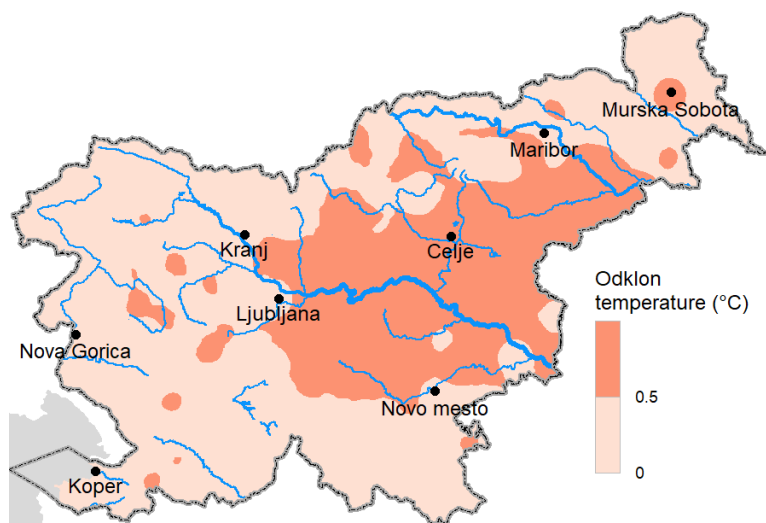 Murska Sobota
Maribor
Kranj
Celje
Ljubljana
Nova Gorica
Novo mesto
Koper
Odklon
temperature (°C)
0.5
0